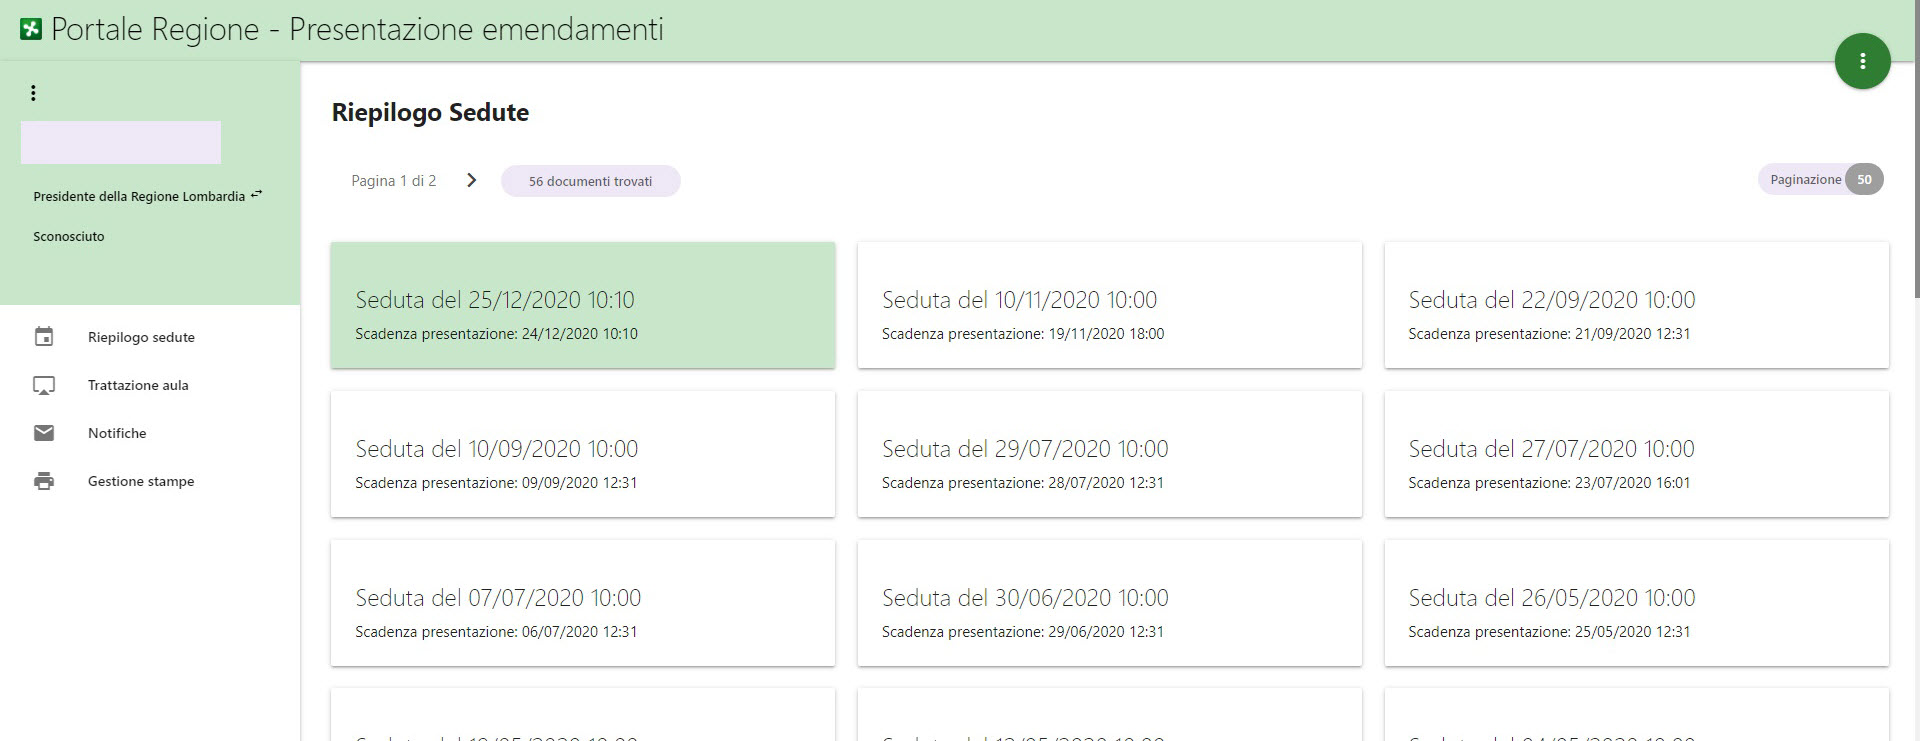 Portale Regione - Presentazione emendamenti
Presidente della Regione Lombardia
Sconosciuto
Riepilogo sedute
Trattazione aula
Notifiche
Gestione stampe
Riepilogo Sedute
Pagina 1 di 2
56 documenti trovati
Paginazione 50
Seduta del 25/12/2020 10:10
Scadenza presentazione: 24/12/2020 10:10
Seduta del 10/11/2020 10:00
Scadenza presentazione: 19/11/2020 18:00
Seduta del 22/09/2020 10:00
Scadenza presentazione: 21/09/2020 12:31
Seduta del 10/09/2020 10:00
Scadenza presentazione: 09/09/2020 12:31
Seduta del 29/07/2020 10:00
Scadenza presentazione: 28/07/2020 12:31
Seduta del 27/07/2020 10:00
Scadenza presentazione: 23/07/2020 16:01
Seduta del 07/07/2020 10:00
Scadenza presentazione: 06/07/2020 12:31
Seduta del 30/06/2020 10:00
Scadenza presentazione: 29/06/2020 12:31
Seduta del 26/05/2020 10:00
Scadenza presentazione: 25/05/2020 12:31